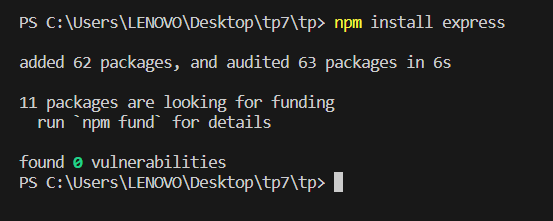 PS C:\Users\LENOVO\Desktop\tp7\tp> npm install express
added 62 packages, and audited 63 packages in 6s
11 packages are looking for funding
  run `npm fund` for details
found 0 vulnerabilities
PS C:\Users\LENOVO\Desktop\tp7\tp>